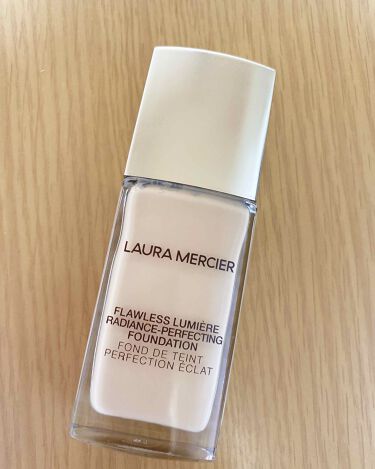 LAURA MERCIER
FLAWLESS LUMIÈRE
RADIANCE-PERFECTING
FOUNDATION
FOND DE TEINT
PERFECTION ÉCLAT